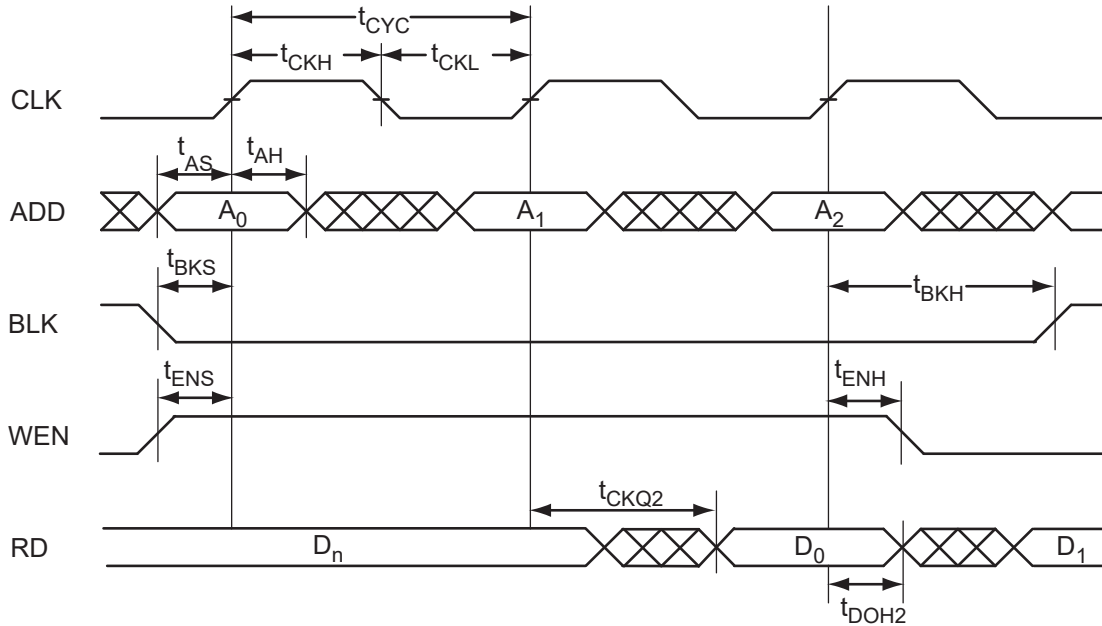 tCYC
tCKH tCKL
CLK
tAS tAH
ADD A0 A1 A2
tBKS tBKH
BLK
tENS tENH
WEN
tCKQ2
RD Dn D0 D1
tDOH2